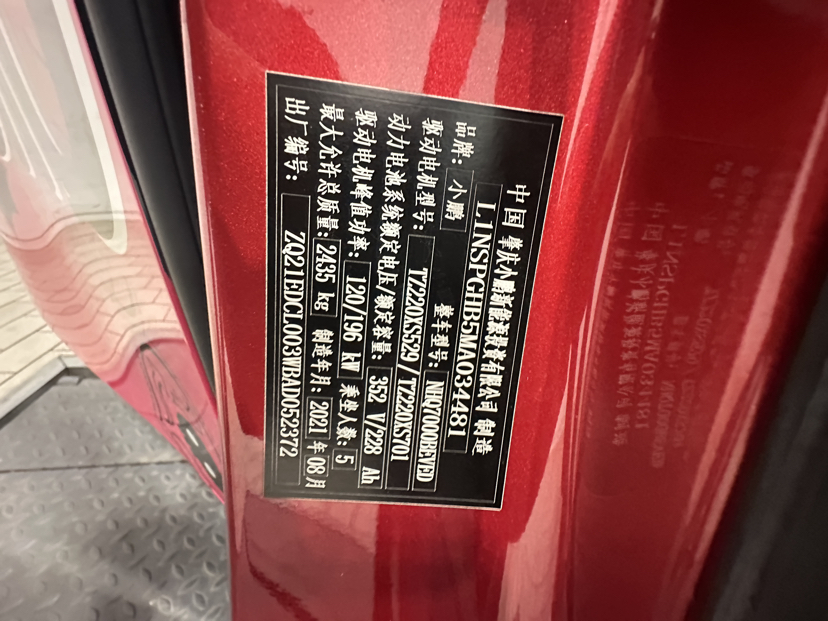 中国 肇庆小鹏新能源投资有限公司 制造
L1NSPGHB5MA034481
品牌: 小鹏 整车型号: NHQ7000BEVFD
驱动电机型号: TZ220XS529/TZ228XS701
动力电池系统额定电压/额定容量: 352 V/228 Ah
驱动电机峰值功率: 120/196 kW 乘坐人数: 5
最大允许总质量: 2435 kg 制造年月: 2021 年 08 月
出厂编号: ZQ21EDCL003WBAD052372